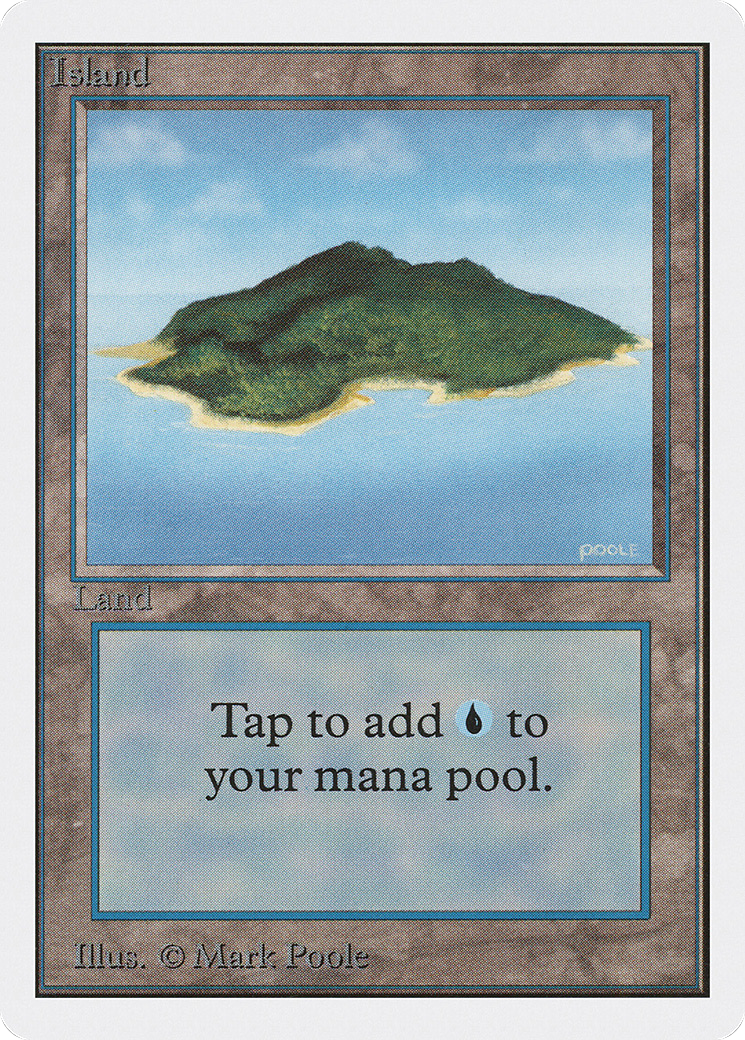 Island
POOLE
Land
Tap to add to
your mana pool.
Illus. © Mark Poole